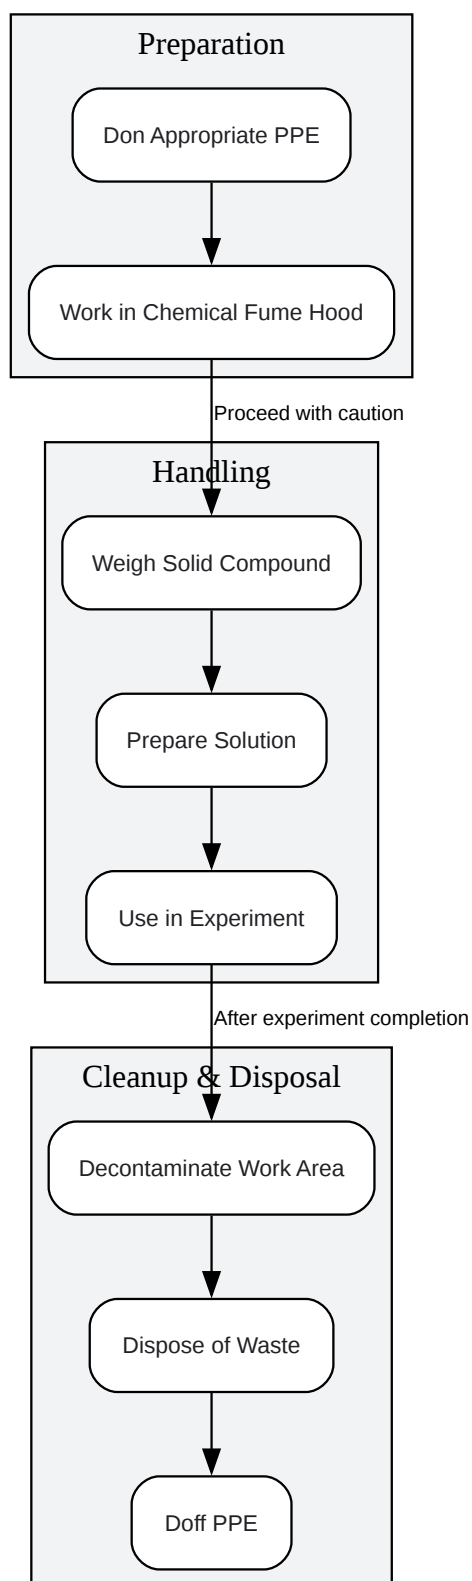 Preparation
Don Appropriate PPE
Work in Chemical Fume Hood
Proceed with caution
Handling
Weigh Solid Compound
Prepare Solution
Use in Experiment
After experiment completion
Cleanup & Disposal
Decontaminate Work Area
Dispose of Waste
Doff PPE